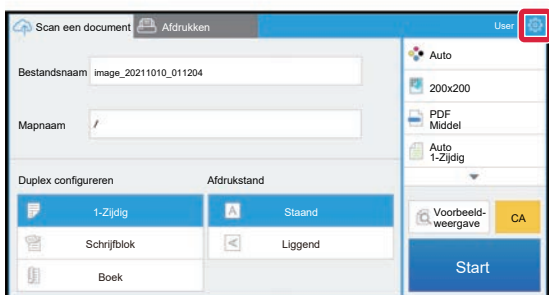 Scan een document
Afdrukken
User
Bestandsnaam
image_20211010_011204
Mapnaam
/
Duplex configureren
1-Zijdig
Schrijfblok
Boek
Afdrukstand
A
Staand
A
Liggend
Auto
200x200
PDF
Middel
Auto
1-Zijdig
Voorbeeld-
weergave
CA
Start